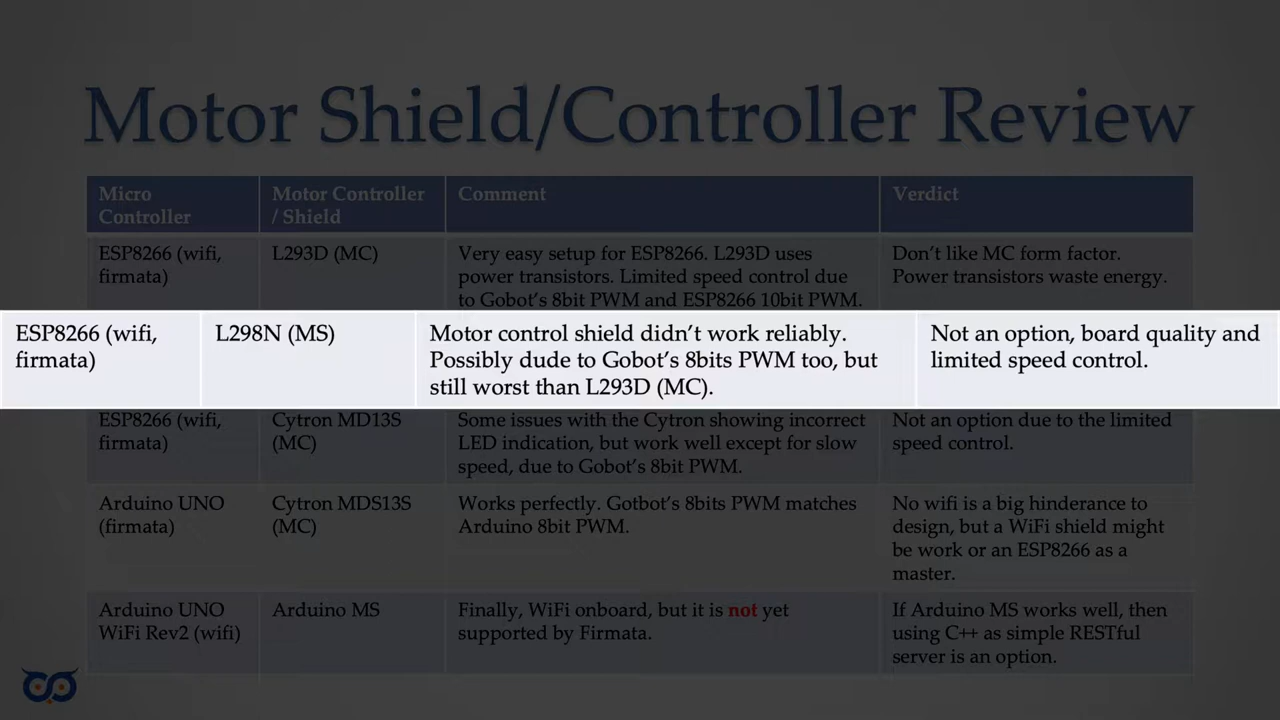 Motor Shield/Controller Review
Micro
Controller
Motor Controller
/ Shield
Comment
Verdict
ESP8266 (wifi,
firmata)
L293D (MC)
Very easy setup for ESP8266. L293D uses
power transistors. Limited speed control due
to Gobot's 8bit PWM and ESP8266 10bit PWM.
Don't like MC form factor.
Power transistors waste energy.
ESP8266 (wifi,
firmata)
L298N (MS)
Motor control shield didn't work reliably.
Possibly dude to Gobot's 8bits PWM too, but
still worst than L293D (MC).
Not an option, board quality and
limited speed control.
ESP8266 (wifi,
firmata)
Cytron MD13S
(MC)
Some issues with the Cytron showing incorrect
LED indication, but work well except for slow
speed, due to Gobot's 8bit PWM.
Not an option due to the limited
speed control.
Arduino UNO
(firmata)
Cytron MDS13S
(MC)
Works perfectly. Gotbot's 8bits PWM matches
Arduino 8bit PWM.
No wifi is a big hinderance to
design, but a WiFi shield might
be work or an ESP8266 as a
master.
Arduino UNO
WiFi Rev2 (wifi)
Arduino MS
Finally, WiFi onboard, but it is not yet
supported by Firmata.
If Arduino MS works well, then
using C++ as simple RESTful
server is an option.